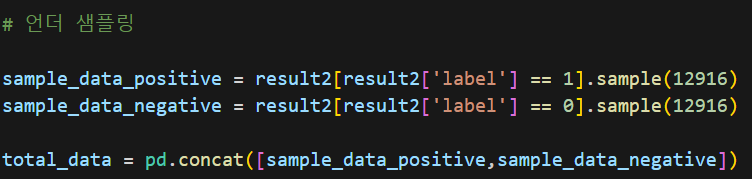 # 언더 샘플링
sample_data_positive = result2[result2['label'] == 1].sample(12916)
sample_data_negative = result2[result2['label'] == 0].sample(12916)
total_data = pd.concat([sample_data_positive,sample_data_negative])